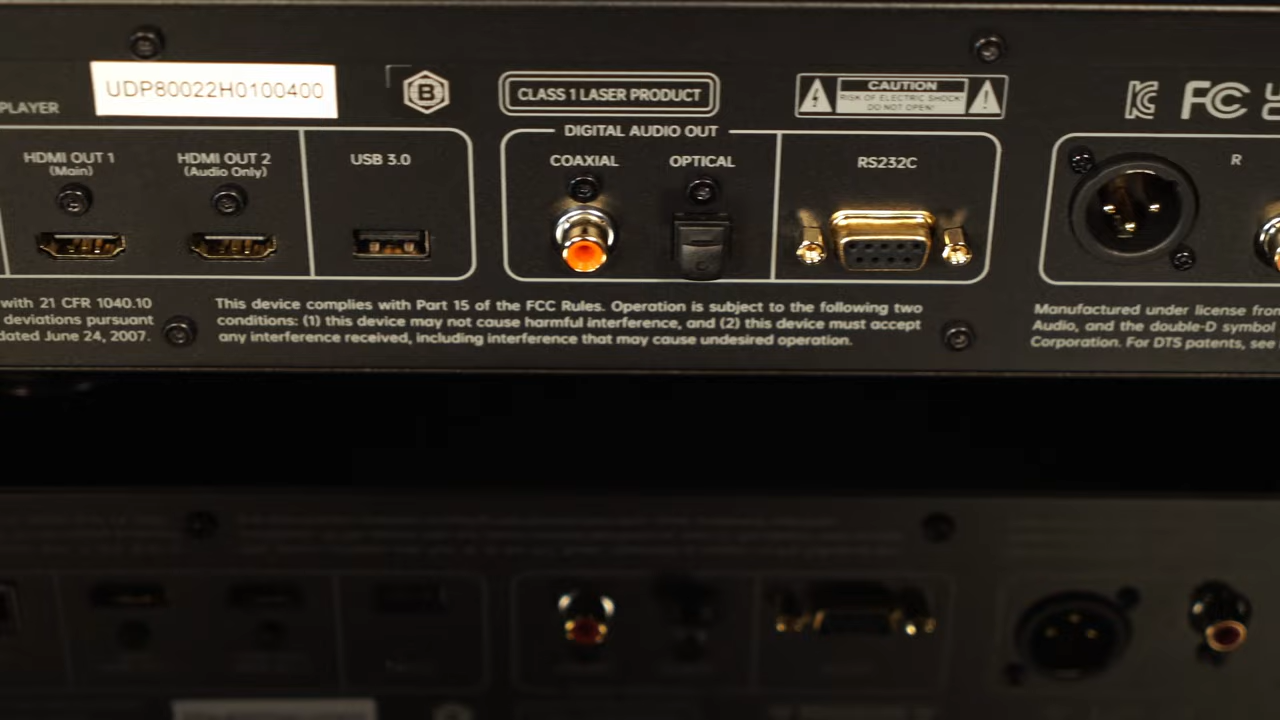 UDP80022H0100400
B
CLASS 1 LASER PRODUCT
CAUTION
RISK OF ELECTRIC SHOCK!
DO NOT OPEN!
FC
PLAYER
DIGITAL AUDIO OUT
HDMI OUT 1
(Main)
HDMI OUT 2
(Audio Only)
USB 3.0
COAXIAL
OPTICAL
RS232C
R
with 21 CFR 1040.10
deviations pursuant
dated June 24, 2007.
This device complies with Part 15 of the FCC Rules. Operation is subject to the following two
conditions: (1) this device may not cause harmful interference, and (2) this device must accept
any interference received, including interference that may cause undesired operation.
Manufactured under license from
Audio, and the double-D symbol
Corporation. For DTS patents, see